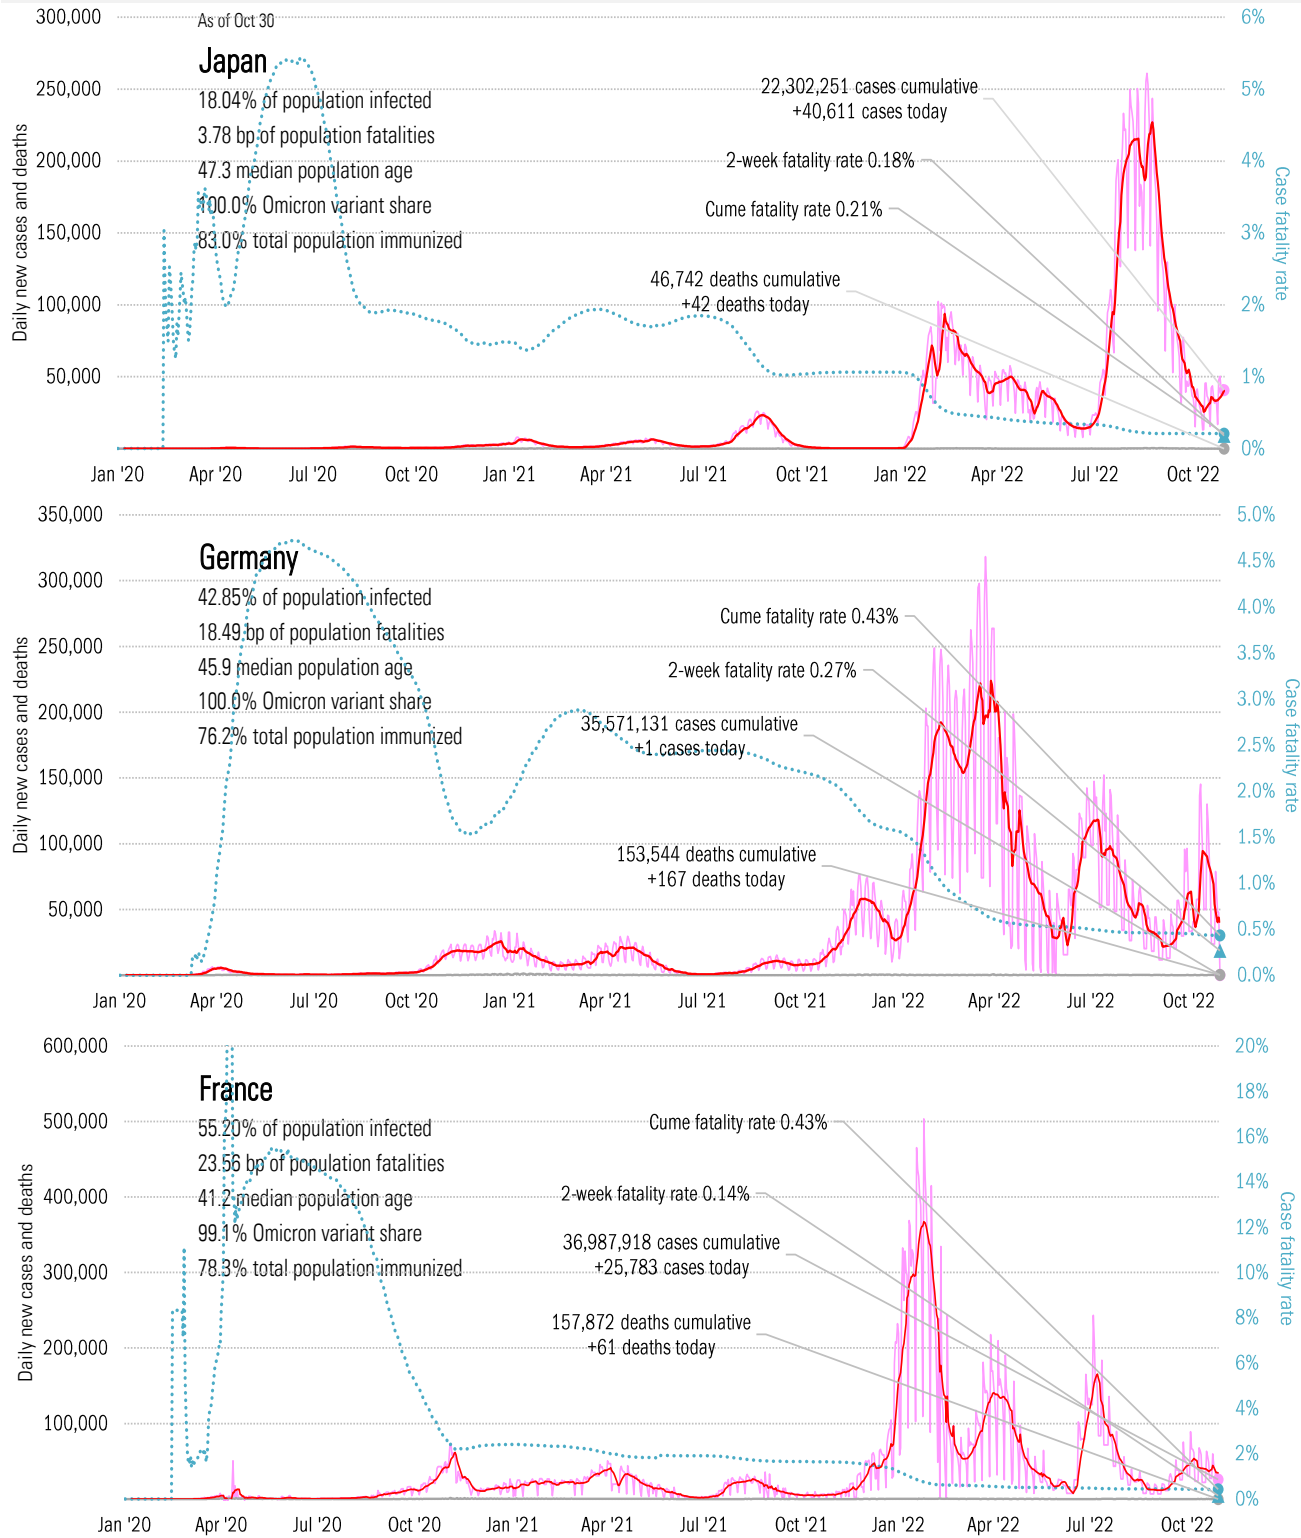 As of Oct 30
Japan
18.04% of population infected
3.78 bp of population fatalities
47.3 median population age
100.0% Omicron variant share
83.0% total population immunized
22,302,251 cases cumulative
+40,611 cases today
2-week fatality rate 0.18%
Cume fatality rate 0.21%
46,742 deaths cumulative
+42 deaths today
Daily new cases and deaths
300,000
250,000
200,000
150,000
100,000
50,000
6%
5%
4%
3%
2%
1%
0%
Case fatality rate
Jan '20 Apr '20 Jul '20 Oct '20 Jan '21 Apr '21 Jul '21 Oct '21 Jan '22 Apr '22 Jul '22 Oct '22
Germany
42.85% of population infected
18.49 bp of population fatalities
45.9 median population age
100.0% Omicron variant share
76.2% total population immunized
Cume fatality rate 0.43%
2-week fatality rate 0.27%
35,571,131 cases cumulative
+1 cases today
153,544 deaths cumulative
+167 deaths today
Daily new cases and deaths
350,000
300,000
250,000
200,000
150,000
100,000
50,000
5.0%
4.5%
4.0%
3.5%
3.0%
2.5%
2.0%
1.5%
1.0%
0.5%
0.0%
Case fatality rate
Jan '20 Apr '20 Jul '20 Oct '20 Jan '21 Apr '21 Jul '21 Oct '21 Jan '22 Apr '22 Jul '22 Oct '22
France
55.20% of population infected
23.56 bp of population fatalities
41.2 median population age
99.1% Omicron variant share
78.3% total population immunized
Cume fatality rate 0.43%
2-week fatality rate 0.14%
36,987,918 cases cumulative
+25,783 cases today
157,872 deaths cumulative
+61 deaths today
Daily new cases and deaths
600,000
500,000
400,000
300,000
200,000
100,000
20%
18%
16%
14%
12%
10%
8%
6%
4%
2%
0%
Case fatality rate
Jan '20 Apr '20 Jul '20 Oct '20 Jan '21 Apr '21 Jul '21 Oct '21 Jan '22 Apr '22 Jul '22 Oct '22